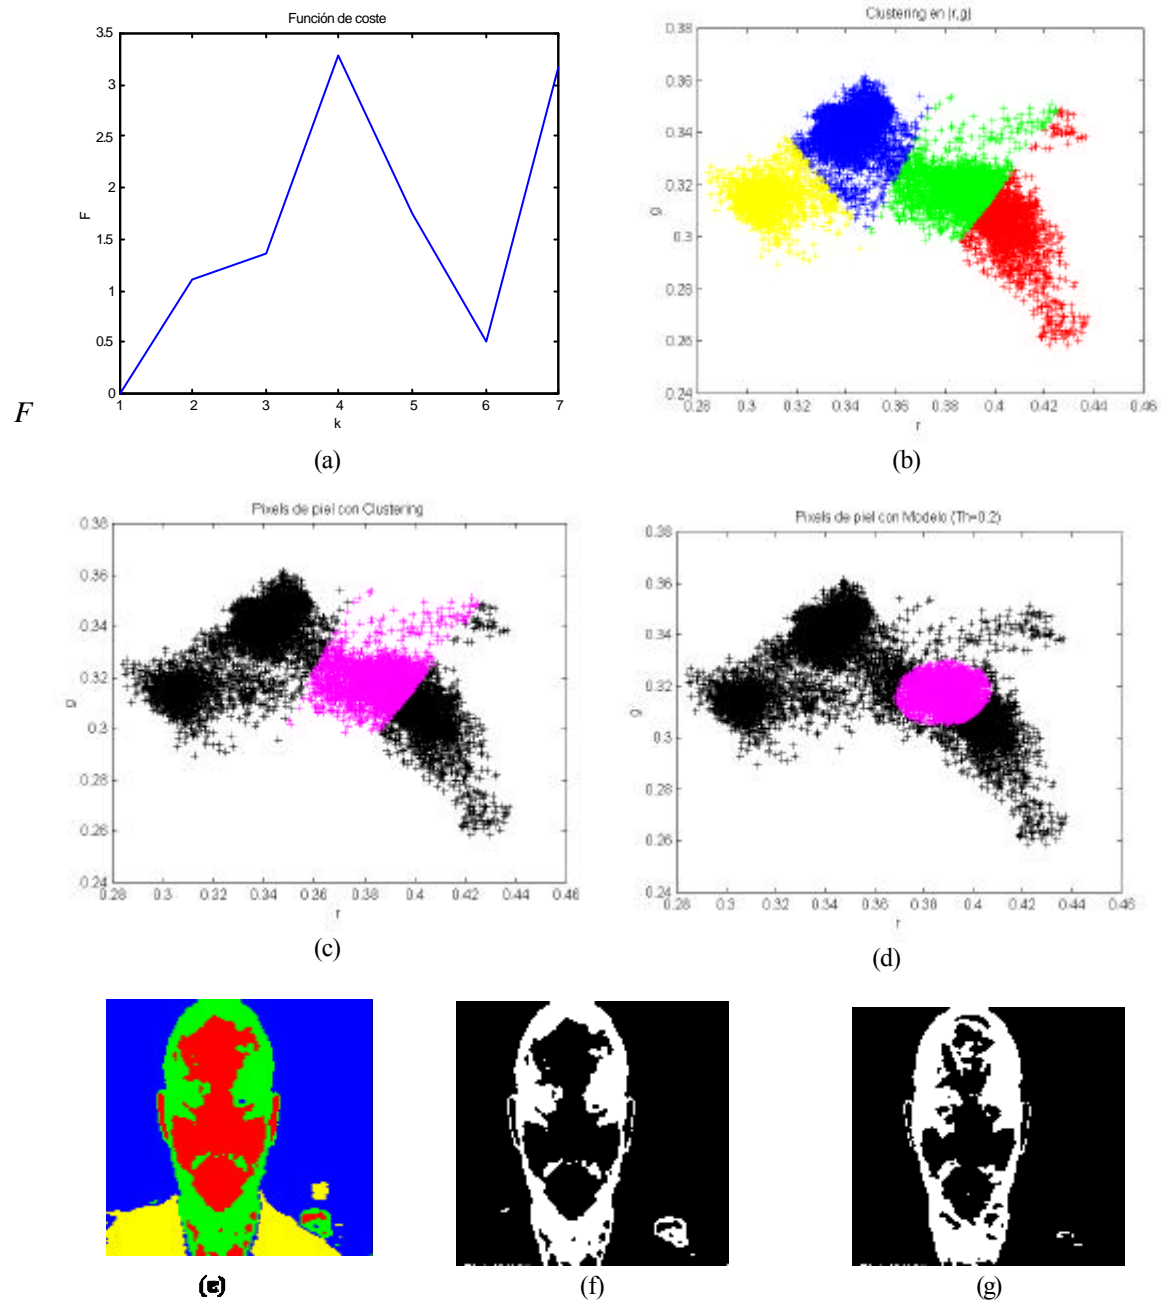 Función de coste
3.5
3
2.5
2
1.5
1
0.5
0
F
1 2 3 4 5 6 7
k
F
(a)
Clustering en (r,g)
0.38
0.36
0.34
0.32
0.3
0.28
0.26
0.24
g
0.28 0.3 0.32 0.34 0.36 0.38 0.4 0.42 0.44 0.46
r
(b)
Pixels de piel con Clustering
0.38
0.36
0.34
0.32
0.3
0.28
0.26
0.24
g
0.28 0.3 0.32 0.34 0.36 0.38 0.4 0.42 0.44 0.46
r
(c)
Pixels de piel con Modelo (Th=0.2)
0.38
0.36
0.34
0.32
0.3
0.28
0.26
0.24
g
0.28 0.3 0.32 0.34 0.36 0.38 0.4 0.42 0.44 0.46
r
(d)
(e)
(f)
(g)